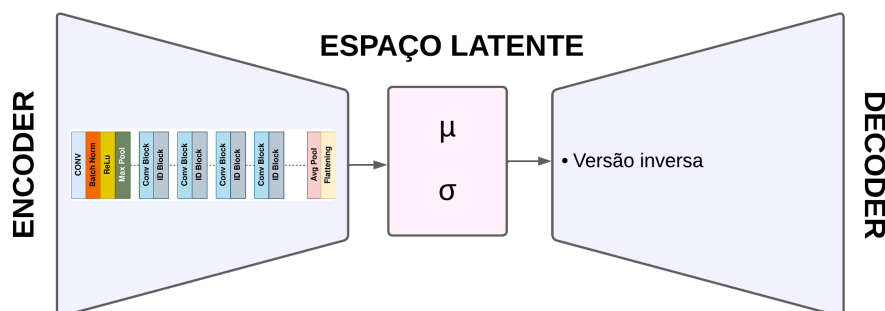 ESPAÇO LATENTE
ENCODER
CONV
Batch Norm
ReLu
Max Pool
Conv Block
ID Block
Conv Block
ID Block
Conv Block
ID Block
Conv Block
ID Block
Avg Pool
Flattening
μ
σ
• Versão inversa
DECODER